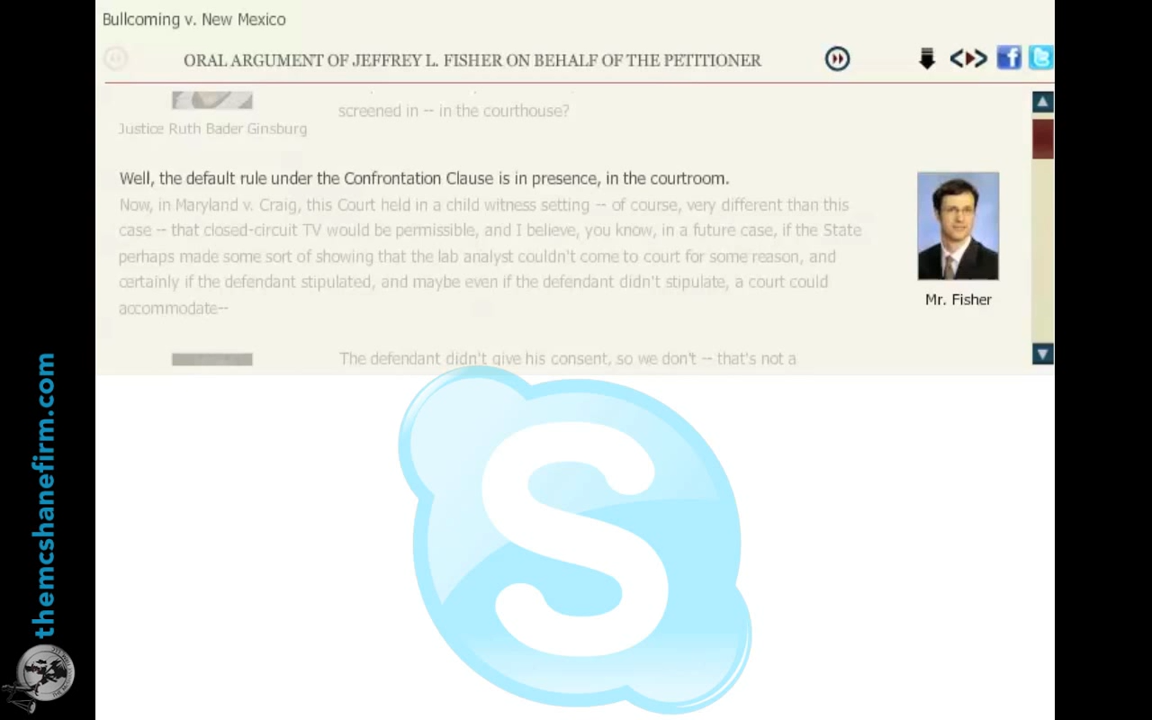 Bullcoming v. New Mexico
ORAL ARGUMENT OF JEFFREY L. FISHER ON BEHALF OF THE PETITIONER
screened in -- in the courthouse?
Justice Ruth Bader Ginsburg
Well, the default rule under the Confrontation Clause is in presence, in the courtroom.
Now, in Maryland v. Craig, this Court held in a child witness setting -- of course, very different than this
case -- that closed-circuit TV would be permissible, and I believe, you know, in a future case, if the State
perhaps made some sort of showing that the lab analyst couldn't come to court for some reason, and
certainly if the defendant stipulated, and maybe even if the defendant didn't stipulate, a court could
accommodate--
Mr. Fisher
The defendant didn't give his consent, so we don't -- that's not a
S
themcshanefirm.com